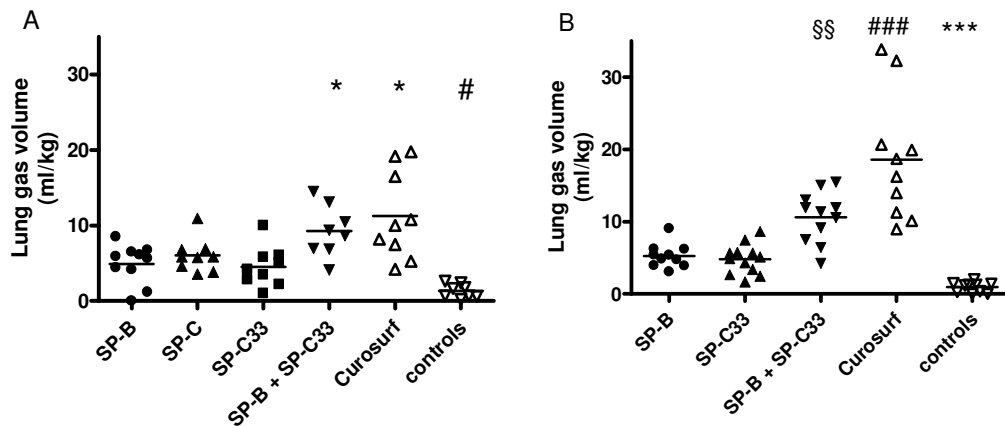 A
Lung gas volume
(ml/kg)
30
20
10
0
*
*
#
SP-B
SP-C
SP-C33
SP-B + SP-C33
Curosurf
controls
B
Lung gas volume
(ml/kg)
30
20
10
0
§§
###
***
SP-B
SP-C33
SP-B + SP-C33
Curosurf
controls